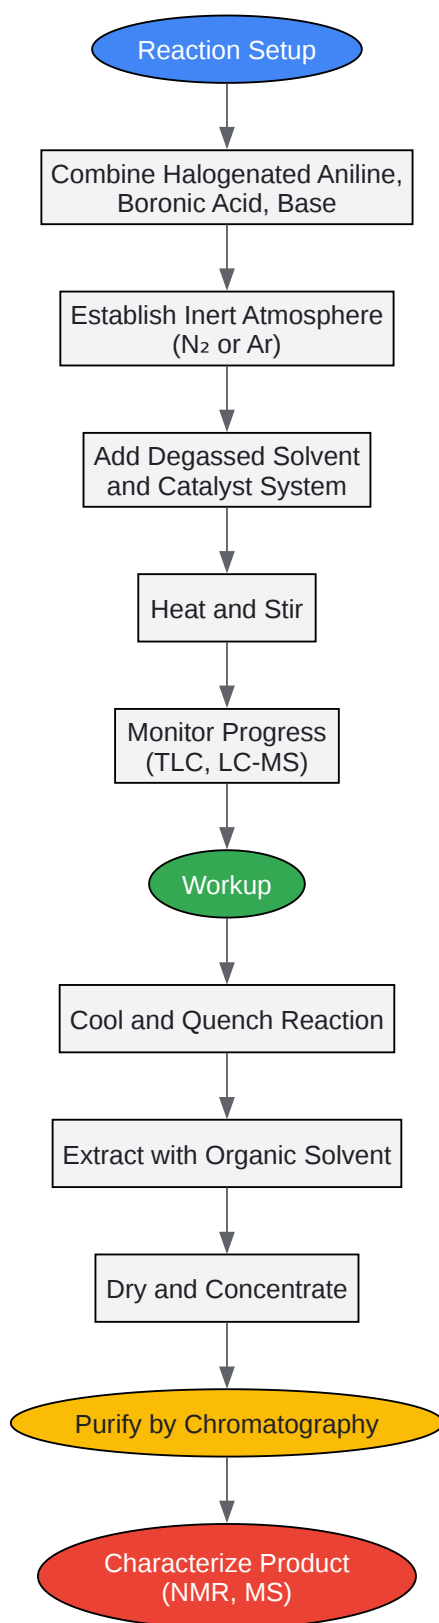 Reaction Setup
Combine Halogenated Aniline,
Boronic Acid, Base
Establish Inert Atmosphere
(N₂ or Ar)
Add Degassed Solvent
and Catalyst System
Heat and Stir
Monitor Progress
(TLC, LC-MS)
Workup
Cool and Quench Reaction
Extract with Organic Solvent
Dry and Concentrate
Purify by Chromatography
Characterize Product
(NMR, MS)